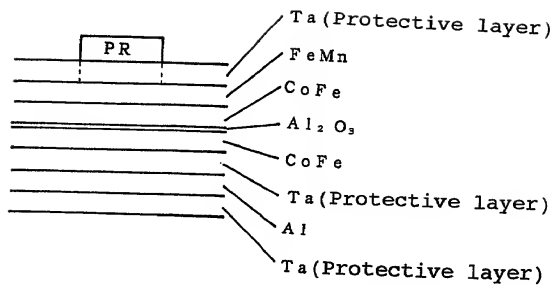 Ta (Protective layer)
PR
FeMn
CoFe
Al₂O₃
CoFe
Ta (Protective layer)
Al
Ta (Protective layer)